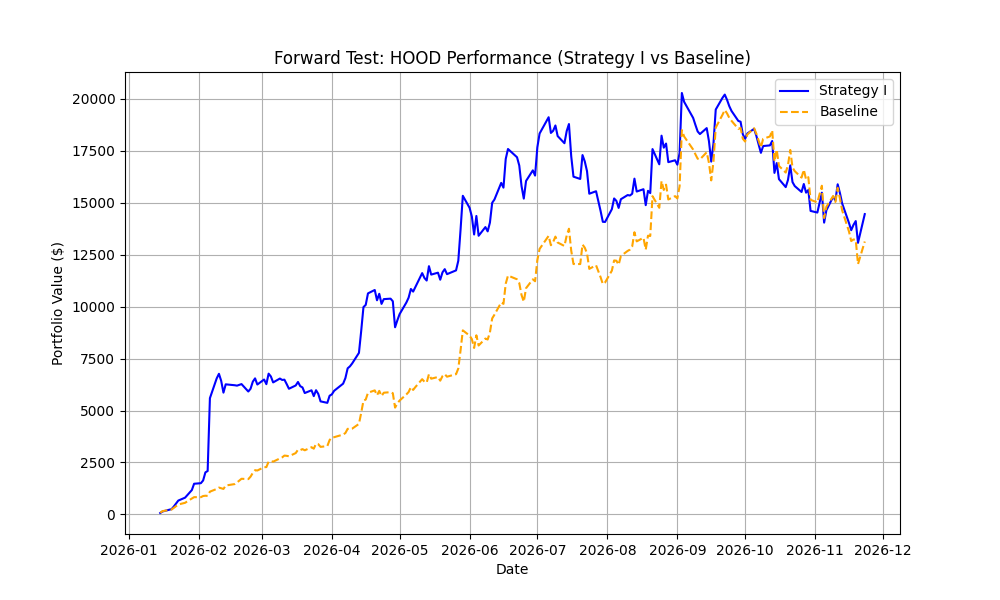 Forward Test: HOOD Performance (Strategy I vs Baseline)
Strategy I
Baseline
Portfolio Value ($)
20000
17500
15000
12500
10000
7500
5000
2500
0
2026-01 2026-02 2026-03 2026-04 2026-05 2026-06 2026-07 2026-08 2026-09 2026-10 2026-11 2026-12
Date